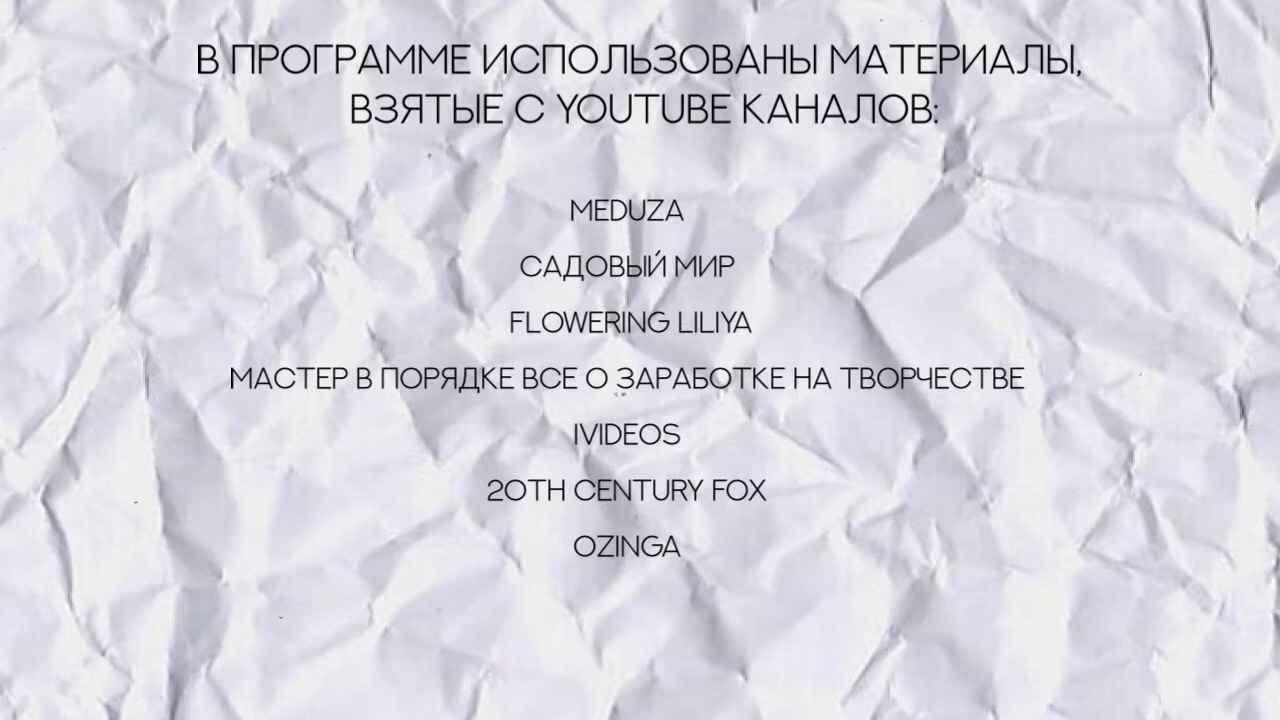 В ПРОГРАММЕ ИСПОЛЬЗОВАНЫ МАТЕРИАЛЫ,
ВЗЯТЫЕ С YOUTUBE КАНАЛОВ:
MEDUZA
САДОВЫЙ МИР
FLOWERING LILIYA
МАСТЕР В ПОРЯДКЕ ВСЕ О ЗАРАБОТКЕ НА ТВОРЧЕСТВЕ
IVIDEOS
20TH CENTURY FOX
OZINGA